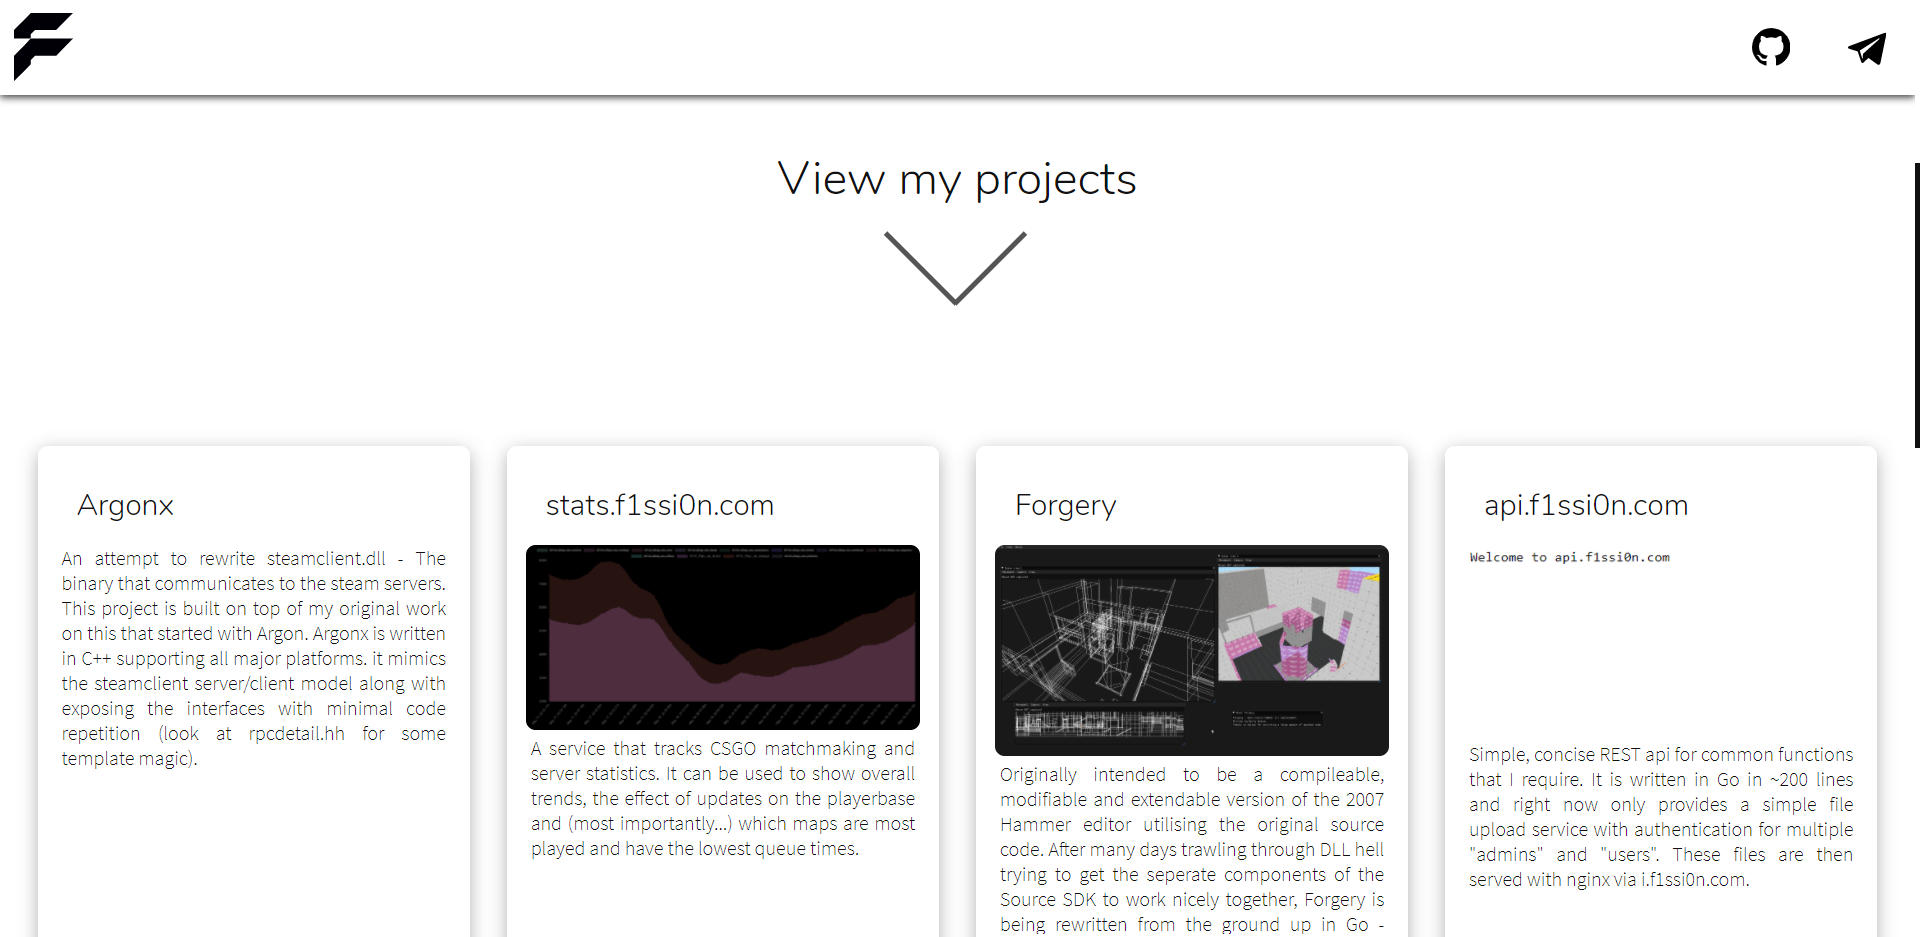 View my projects
Argonx
An attempt to rewrite steamclient.dll - The
binary that communicates to the steam servers.
This project is built on top of my original work
on this that started with Argon. Argonx is written
in C++ supporting all major platforms. it mimics
the steamclient server/client model along with
exposing the interfaces with minimal code
repetition (look at rpcdetail.hh for some
template magic).
stats.f1ssi0n.com
A service that tracks CSGO matchmaking and
server statistics. It can be used to show overall
trends, the effect of updates on the playerbase
and (most importantly...) which maps are most
played and have the lowest queue times.
Forgery
Originally intended to be a compileable,
modifiable and extendable version of the 2007
Hammer editor utilising the original source
code. After many days trawling through DLL hell
trying to get the seperate components of the
Source SDK to work nicely together, Forgery is
being rewritten from the ground up in Go -
api.f1ssi0n.com
Welcome to api.f1ssi0n.com
Simple, concise REST api for common functions
that I require. It is written in Go in ~200 lines
and right now only provides a simple file
upload service with authentication for multiple
"admins" and "users". These files are then
served with nginx via i.f1ssi0n.com.